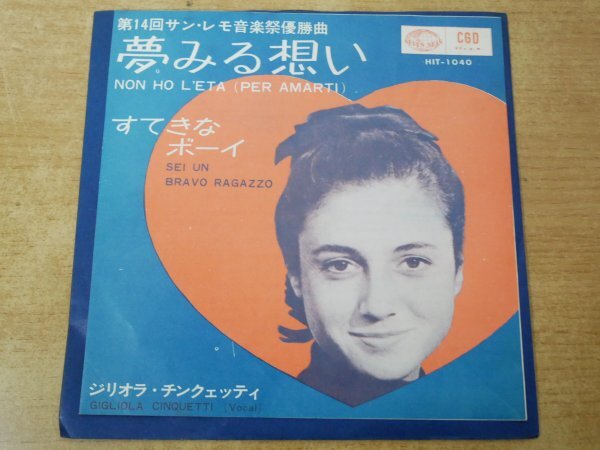 第14回サン・レモ音楽祭優勝曲
夢みる想い
NON HO L'ETA (PER AMARTI)
すてきな
ボーイ
SEI UN
BRAVO RAGAZZO
ジリオラ・チンクェッティ
GIGLIOLA CINQUETTI (Vocal)
SEVEN SEAS
CGD
HIT-1040